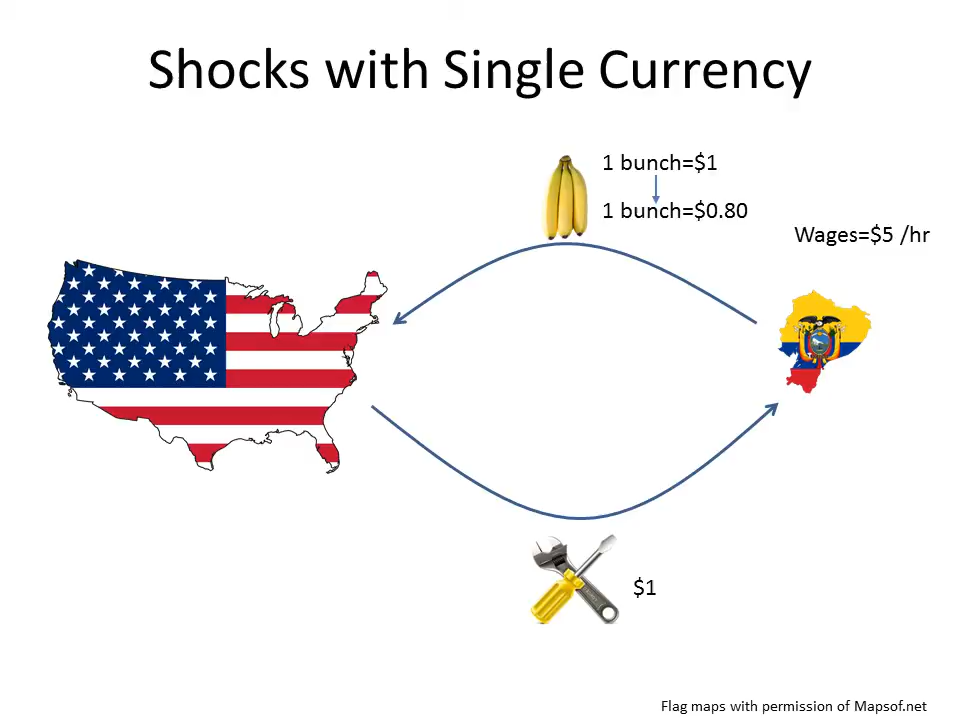 Shocks with Single Currency
1 bunch=$1
1 bunch=$0.80
Wages=$5 /hr
$1
Flag maps with permission of Mapsof.net